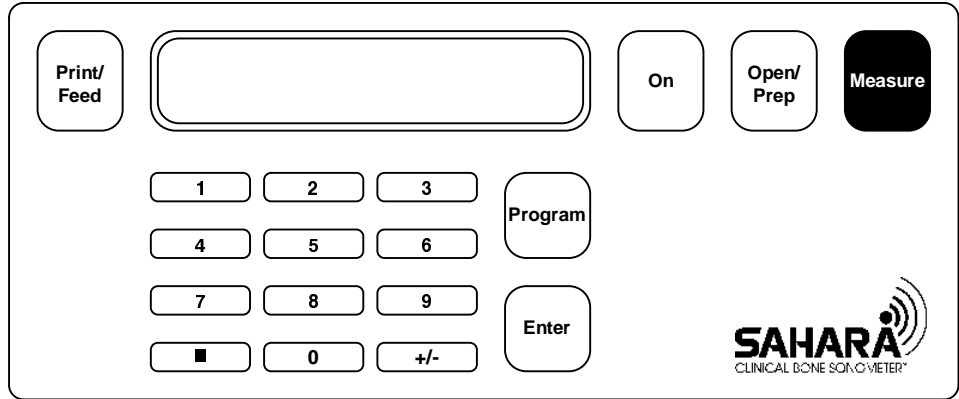 Print/
Feed
On
Open/
Prep
Measure
1 2 3
Program
4 5 6
7 8 9
Enter
■ 0 +/-
SAHARA
CLINICAL BONE SONOMETER™